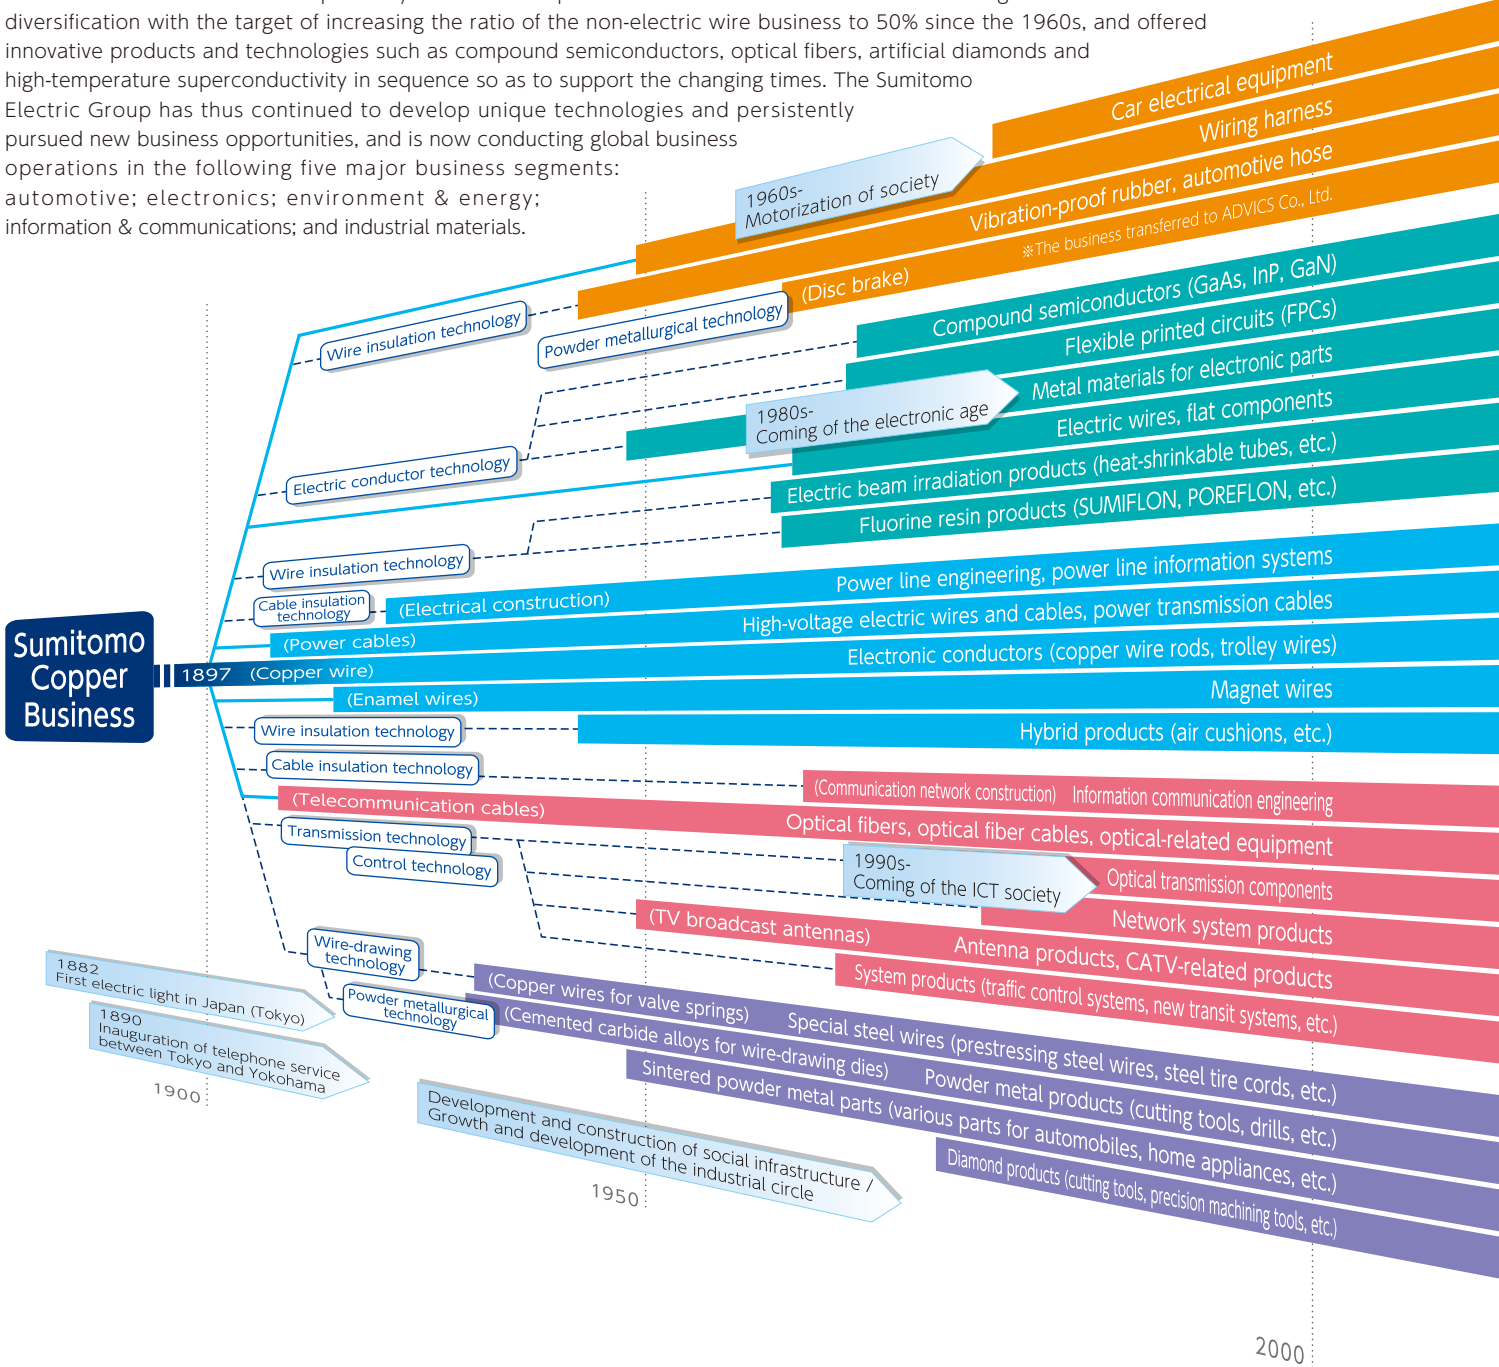 diversification with the target of increasing the ratio of the non-electric wire business to 50% since the 1960s, and offered
innovative products and technologies such as compound semiconductors, optical fibers, artificial diamonds and
high-temperature superconductivity in sequence so as to support the changing times. The Sumitomo
Electric Group has thus continued to develop unique technologies and persistently
pursued new business opportunities, and is now conducting global business
operations in the following five major business segments:
automotive; electronics; environment & energy;
information & communications; and industrial materials.
Car electrical equipment
Wiring harness
1960s-
Motorization of society
Vibration-proof rubber, automotive hose
※The business transferred to ADVICS Co., Ltd.
(Disc brake)
Wire insulation technology
Powder metallurgical technology
Compound semiconductors (GaAs, InP, GaN)
Flexible printed circuits (FPCs)
Metal materials for electronic parts
1980s-
Coming of the electronic age
Electric wires, flat components
Electric conductor technology
Electric beam irradiation products (heat-shrinkable tubes, etc.)
Fluorine resin products (SUMIFLON, POREFLON, etc.)
Wire insulation technology
Power line engineering, power line information systems
Cable insulation
technology
(Electrical construction)
High-voltage electric wires and cables, power transmission cables
(Power cables)
Sumitomo
Copper
Business
1897 (Copper wire)
Electronic conductors (copper wire rods, trolley wires)
(Enamel wires)
Magnet wires
Wire insulation technology
Hybrid products (air cushions, etc.)
Cable insulation technology
(Communication network construction) Information communication engineering
(Telecommunication cables)
Optical fibers, optical fiber cables, optical-related equipment
Transmission technology
Control technology
1990s-
Coming of the ICT society
Optical transmission components
Network system products
(TV broadcast antennas)
Antenna products, CATV-related products
System products (traffic control systems, new transit systems, etc.)
Wire-drawing
technology
(Copper wires for valve springs) Special steel wires (prestressing steel wires, steel tire cords, etc.)
Powder metallurgical
technology
(Cemented carbide alloys for wire-drawing dies) Powder metal products (cutting tools, drills, etc.)
Sintered powder metal parts (various parts for automobiles, home appliances, etc.)
Diamond products (cutting tools, precision machining tools, etc.)
1882
First electric light in Japan (Tokyo)
1890
Inauguration of telephone service
between Tokyo and Yokohama
1900
Development and construction of social infrastructure /
Growth and development of the industrial circle
1950
2000